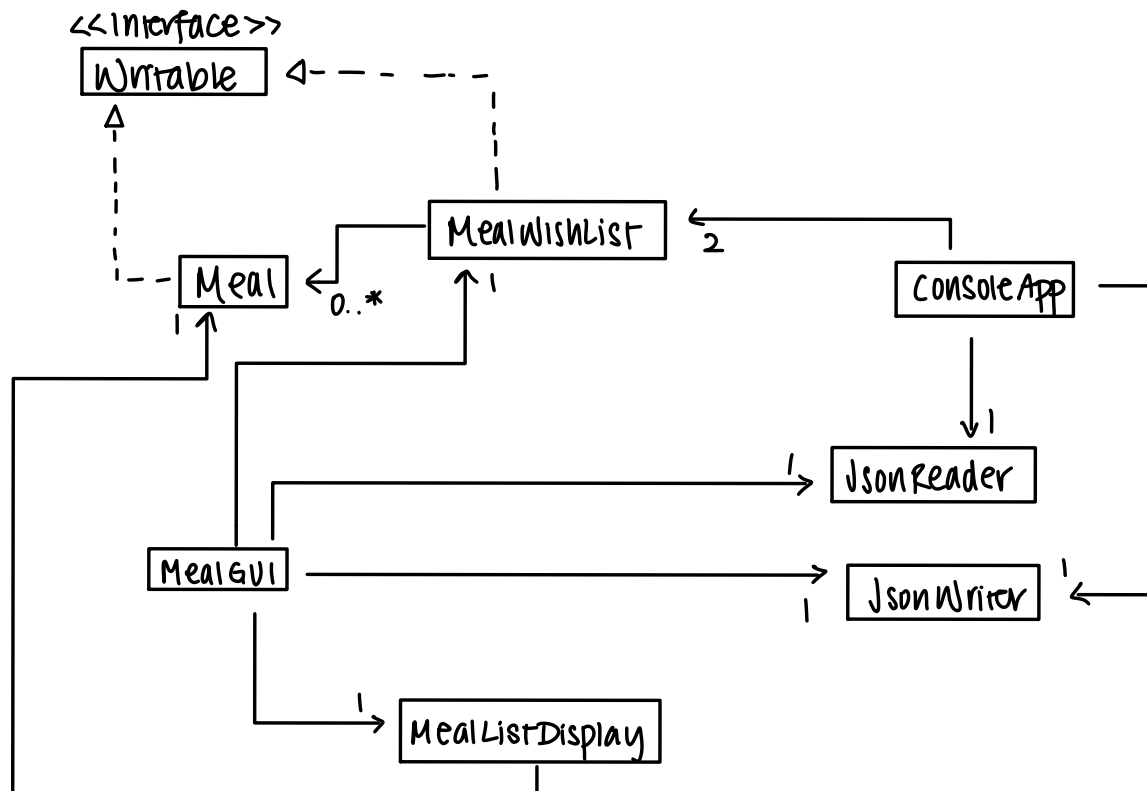 <<interface>>
Writable
MealWishList
2
Meal
0..*
1
ConsoleApp
1
1
JsonReader
1
MealGUI
1
JsonWriter
1
1
MealListDisplay